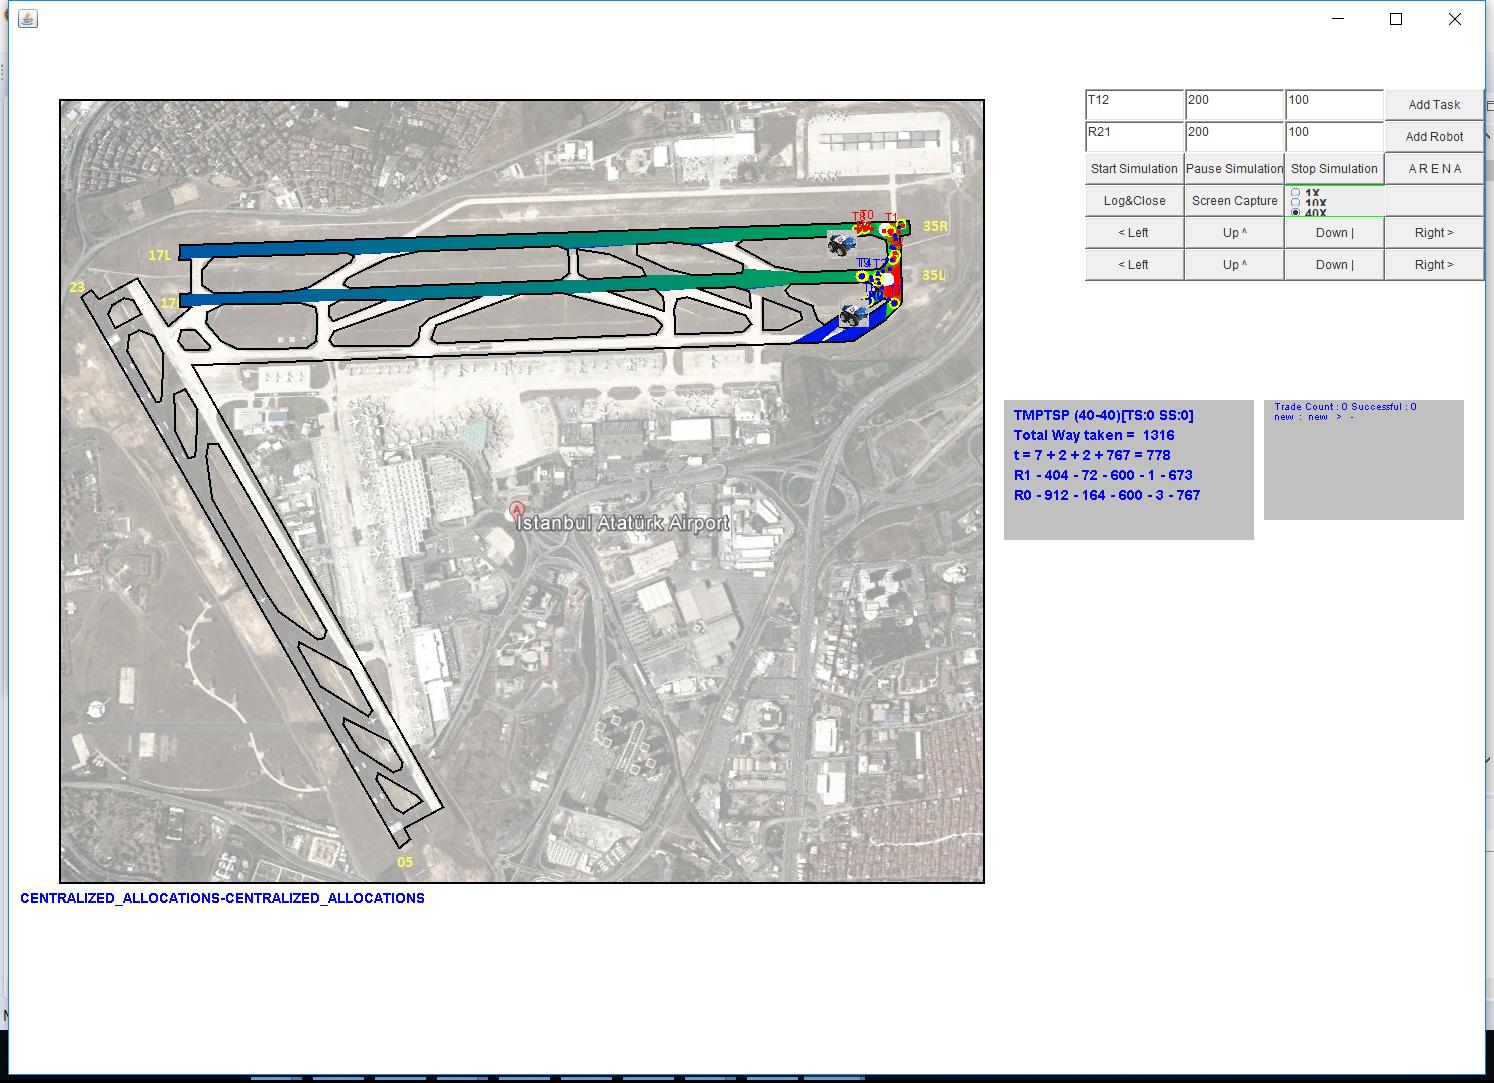 T12 200 100 Add Task
R21 200 100 Add Robot
Start Simulation Pause Simulation Stop Simulation A R E N A
Log&Close Screen Capture 1X
10X
40X
< Left Up ^ Down | Right >
< Left Up ^ Down | Right >
35R
17L
35L
23
05
İstanbul Atatürk Airport
A
TMPTSP (40-40)[TS:0 SS:0]
Total Way taken = 1316
t = 7 + 2 + 2 + 767 = 778
R1 - 404 - 72 - 600 - 1 - 673
R0 - 912 - 164 - 600 - 3 - 767
Trade Count : 0 Successful : 0
new : new > -
CENTRALIZED_ALLOCATIONS-CENTRALIZED_ALLOCATIONS